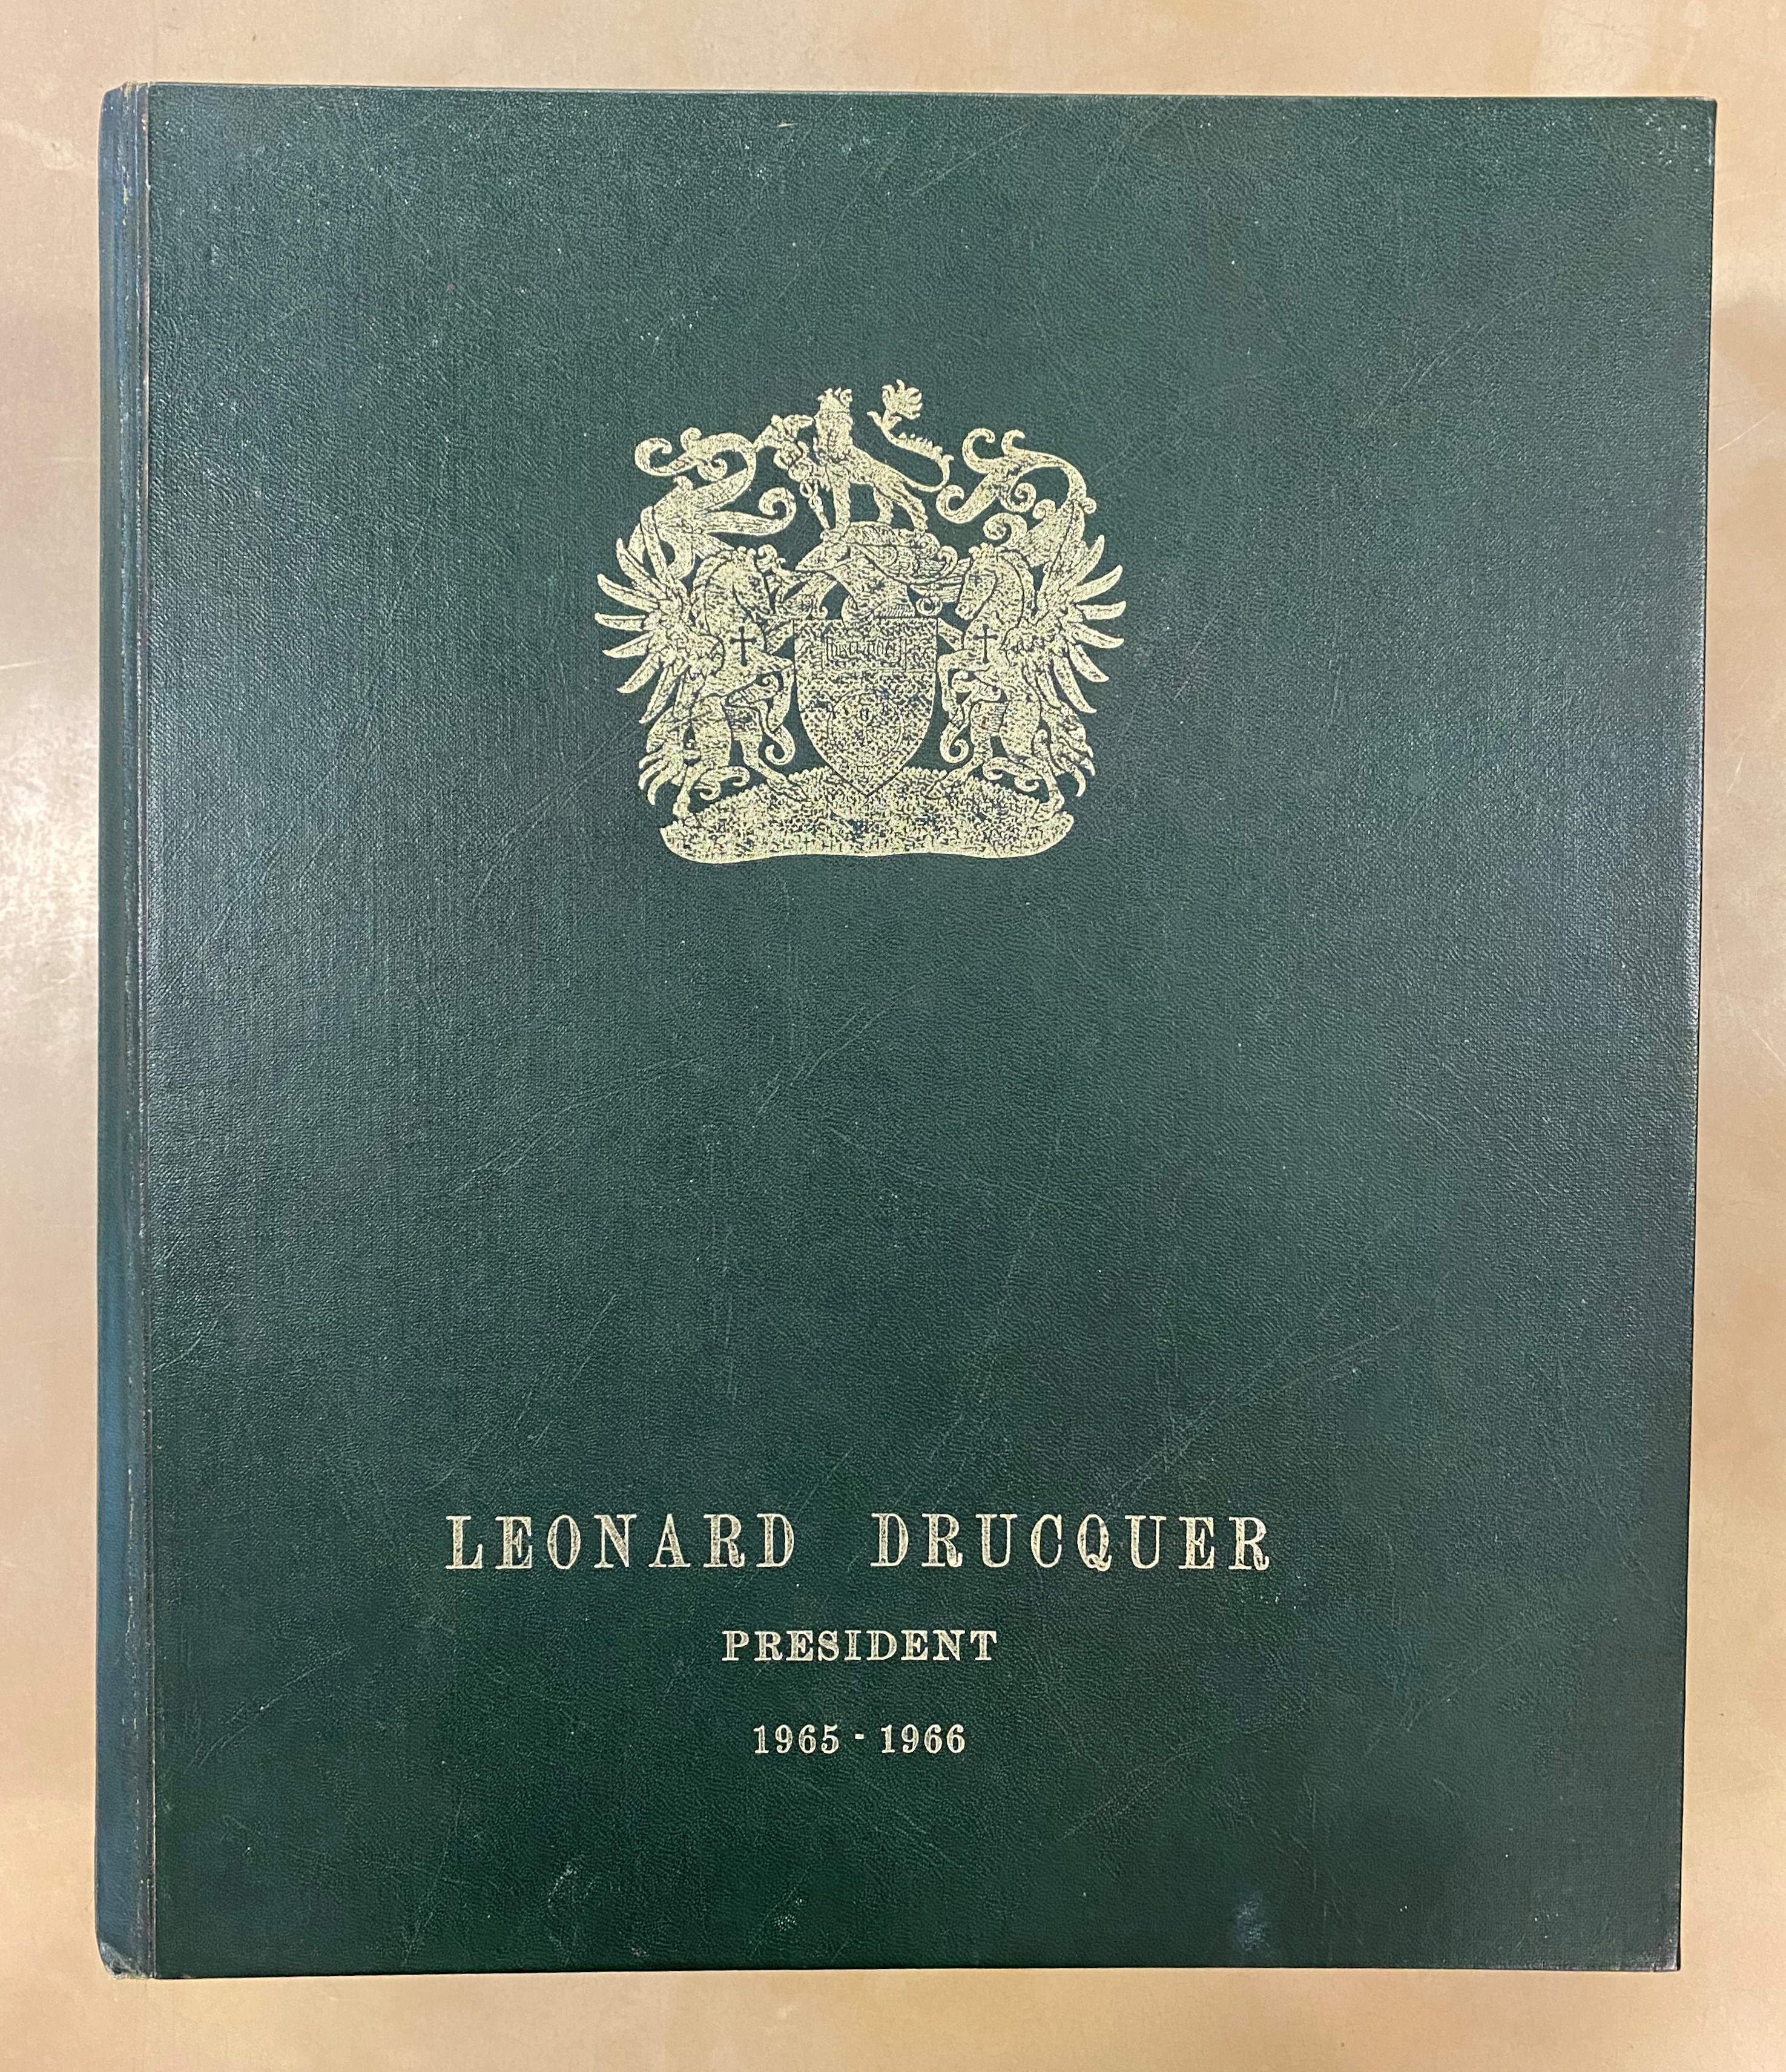 LEONARD DRUCQUER
PRESIDENT
1965 - 1966